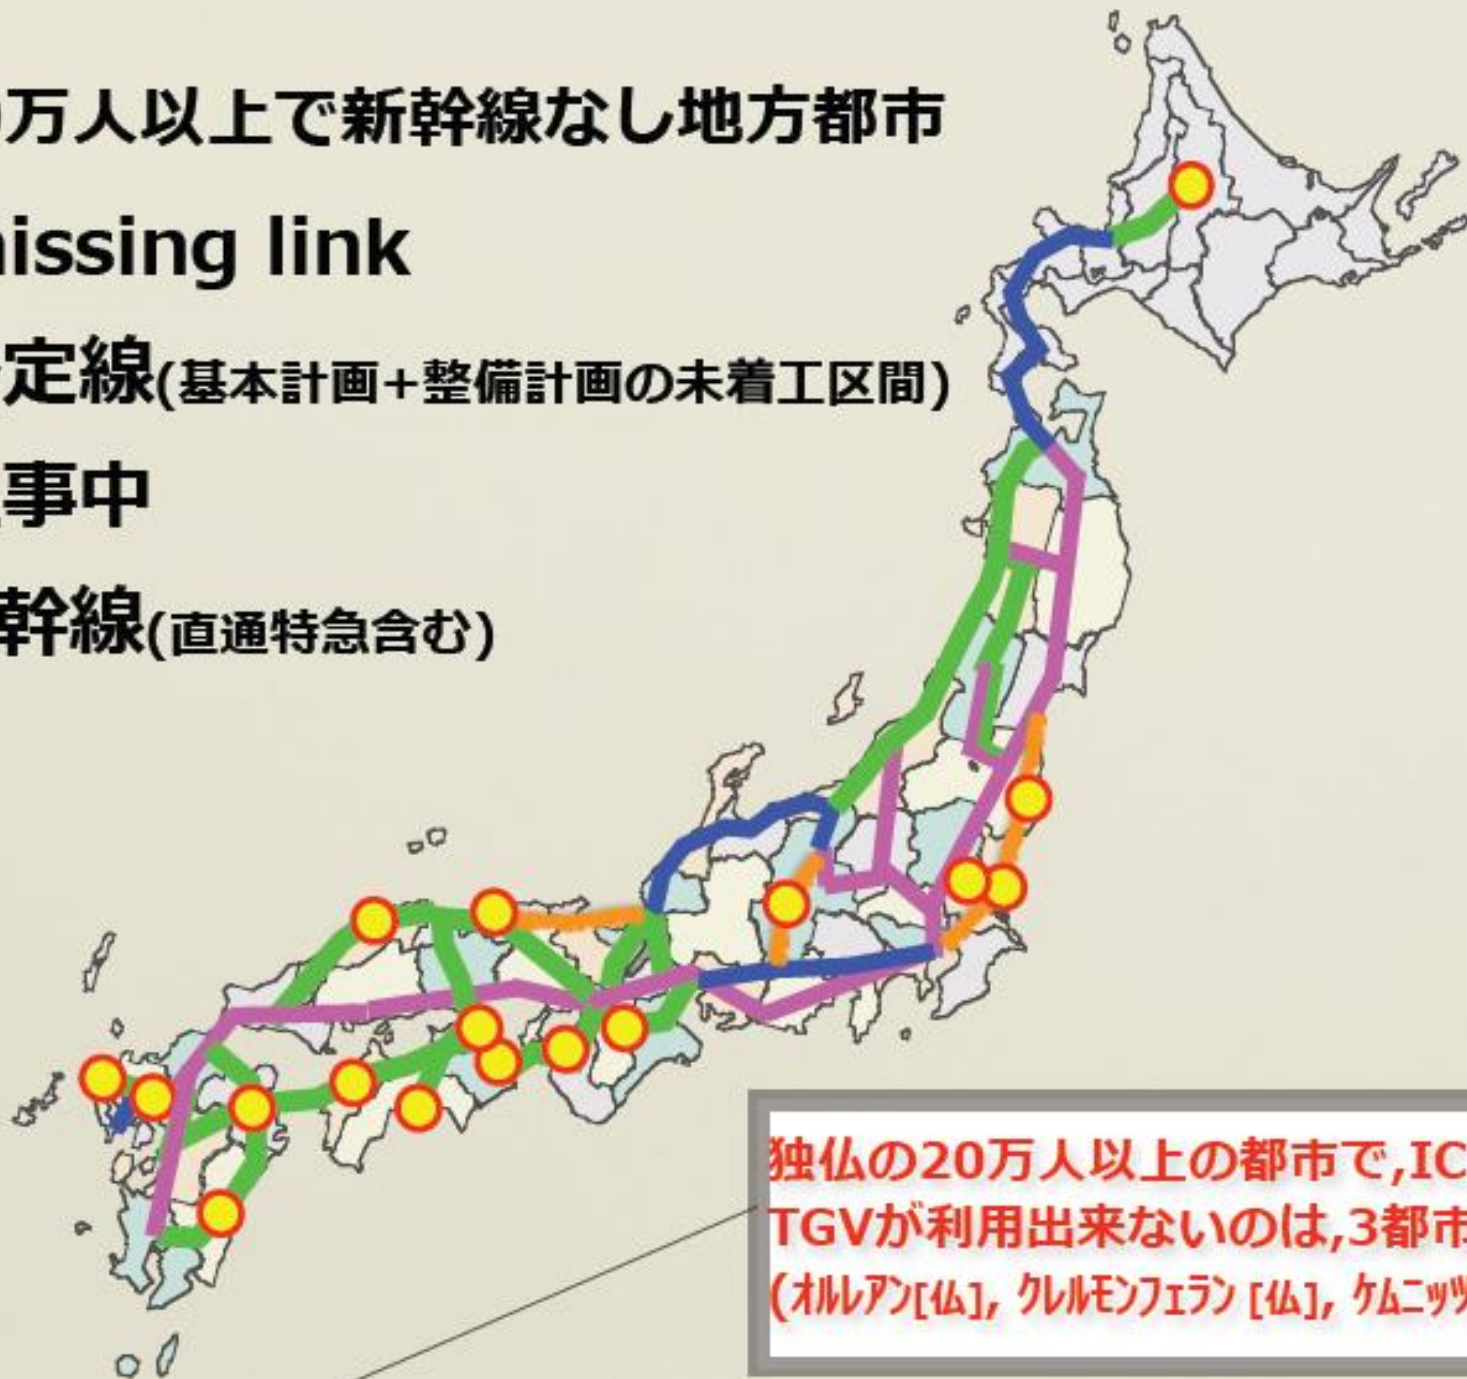 万人以上で新幹線なし地方都市
issing link
定線(基本計画+整備計画の未着工区間)
事中
幹線(直通特急含む)
独仏の20万人以上の都市で,IC
TGVが利用出来ないのは,3都市
(ｵﾙﾚｱﾝ[仏], ｸﾚﾙﾓﾝﾌｪﾗﾝ [仏], ｹﾑﾆｯﾂ